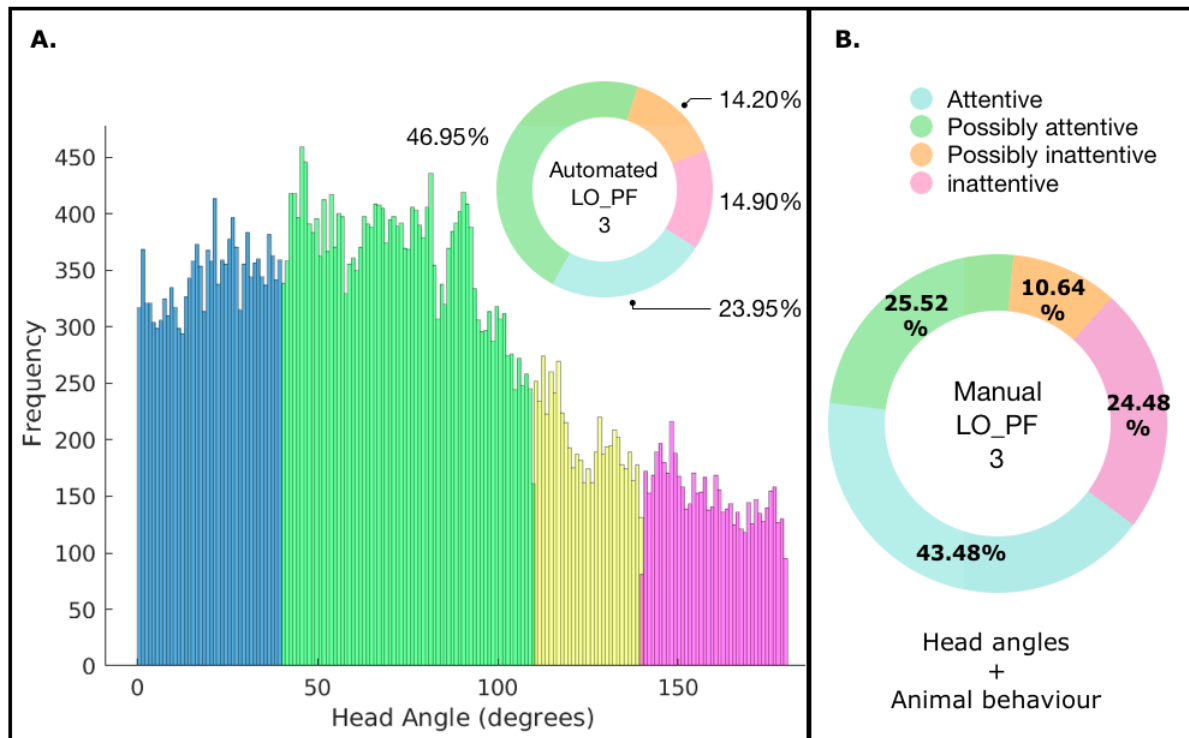 A.
450
400
350
300
250
200
150
100
50
0
Frequency
0
50
100
150
Head Angle (degrees)
46.95%
14.20%
14.90%
23.95%
Automated
LO_PF
3
B.
Attentive
Possibly attentive
Possibly inattentive
inattentive
25.52
%
10.64
%
24.48
%
43.48%
Manual
LO_PF
3
Head angles
+
Animal behaviour